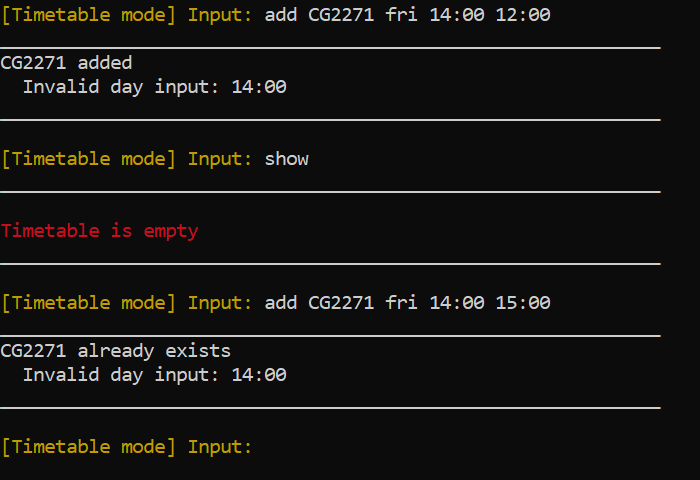 [Timetable mode] Input: add CG2271 fri 14:00 12:00
CG2271 added
Invalid day input: 14:00
[Timetable mode] Input: show
Timetable is empty
[Timetable mode] Input: add CG2271 fri 14:00 15:00
CG2271 already exists
Invalid day input: 14:00
[Timetable mode] Input: